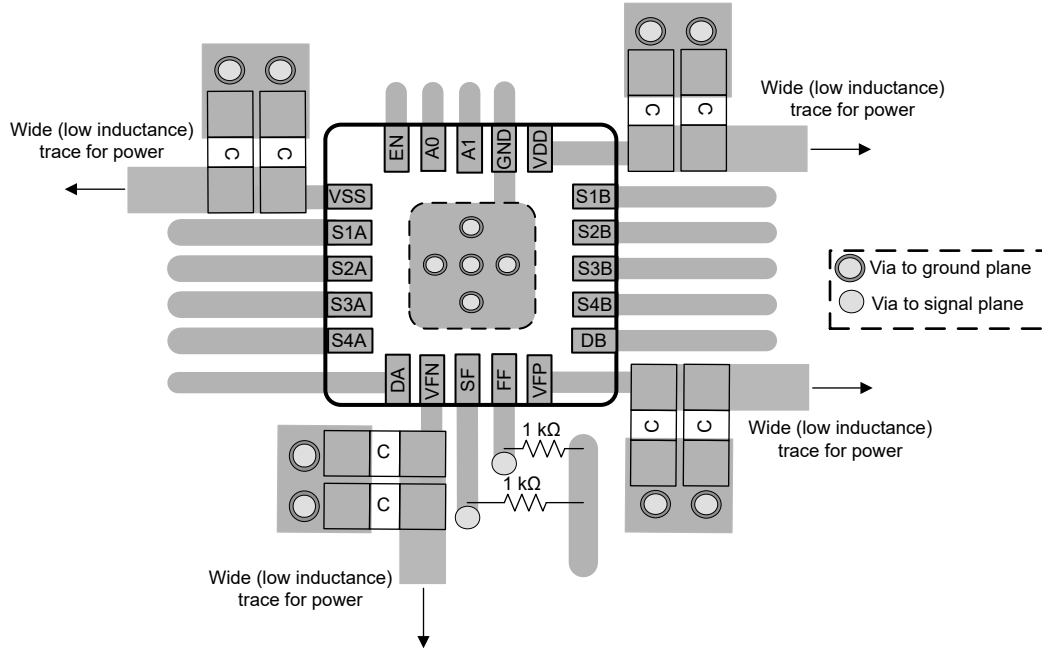 Wide (low inductance)
trace for power
C
C
Wide (low inductance)
trace for power
C
C
EN
A0
A1
GND
VDD
VSS
S1A
S2A
S3A
S4A
S1B
S2B
S3B
S4B
DB
DA
VFN
SF
FF
VFP
Via to ground plane
Via to signal plane
C
C
1 kΩ
1 kΩ
C
C
Wide (low inductance)
trace for power
Wide (low inductance)
trace for power